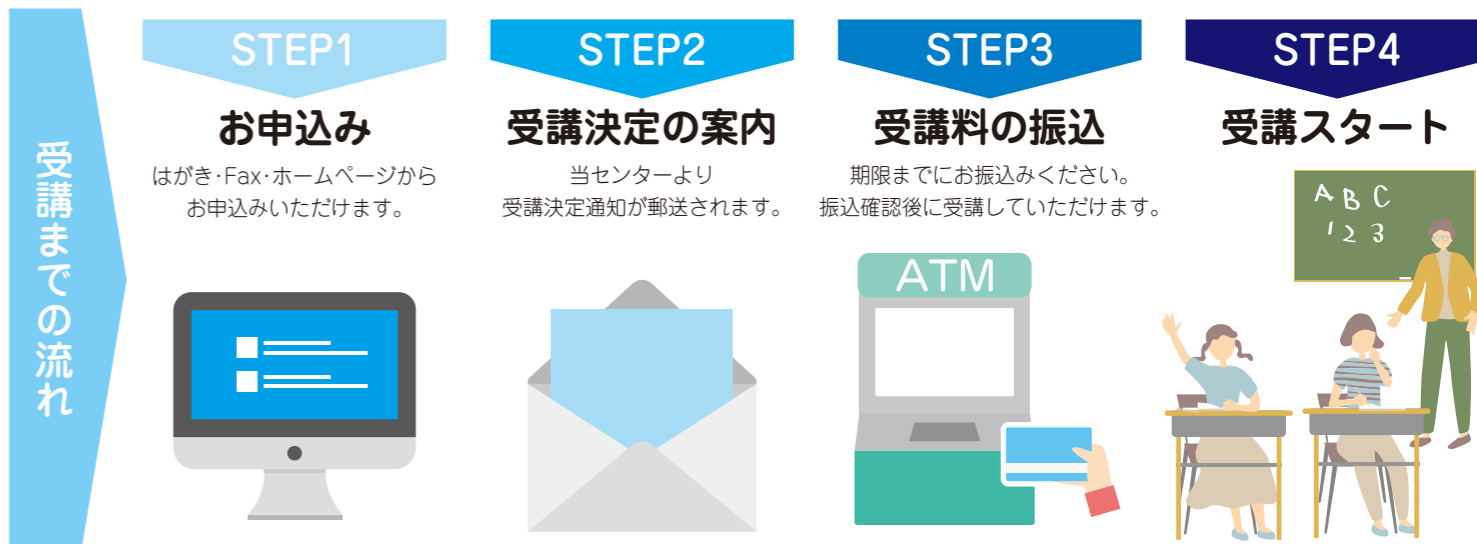 受講までの流れ
STEP1
お申込み
はがき・Fax・ホームページから
お申込みいただけます。
STEP2
受講決定の案内
当センターより
受講決定通知が郵送されます。
STEP3
受講料の振込
期限までにお振込みください。
振込確認後に受講していただけます。
ATM
STEP4
受講スタート
A B C
1 2 3